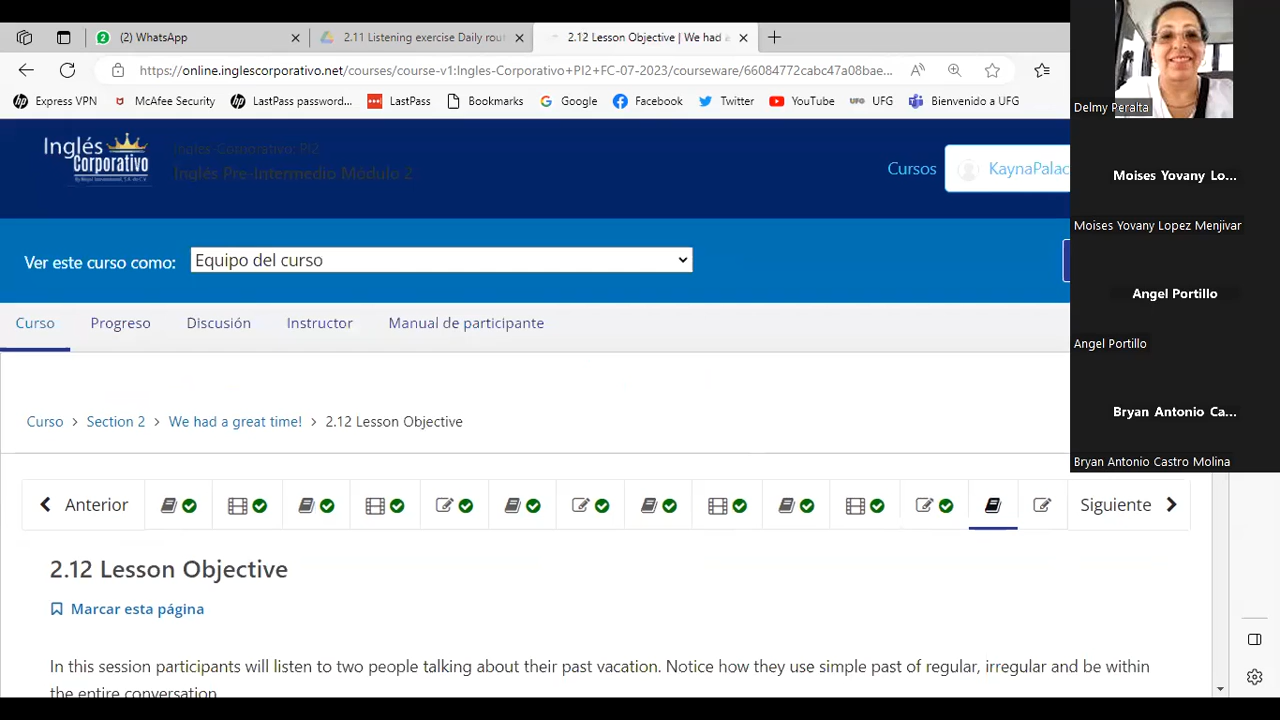 (2) WhatsApp
2.11 Listening exercise Daily rou
2.12 Lesson Objective | We had a
https://online.inglescorporativo.net/courses/course-v1:Ingles-Corporativo+PI2+FC-07-2023/courseware/66084772cabc47a08bae...
Express VPN
McAfee Security
LastPass password...
LastPass
Bookmarks
Google
Facebook
Twitter
YouTube
UFG
Bienvenido a UFG
Delmy Peralta
Inglés
Corporativo
Inglés Corporativo: PI2
Inglés Pre-Intermedio Módulo 2
Cursos
KaynaPalac
Moises Yovany Lo...
Moises Yovany Lopez Menjivar
Ver este curso como:
Equipo del curso
Angel Portillo
Angel Portillo
Curso
Progreso
Discusión
Instructor
Manual de participante
Bryan Antonio Ca...
Bryan Antonio Castro Molina
Curso > Section 2 > We had a great time! > 2.12 Lesson Objective
Anterior
Siguiente
2.12 Lesson Objective
Marcar esta página
In this session participants will listen to two people talking about their past vacation. Notice how they use simple past of regular, irregular and be within
the entire conversation.